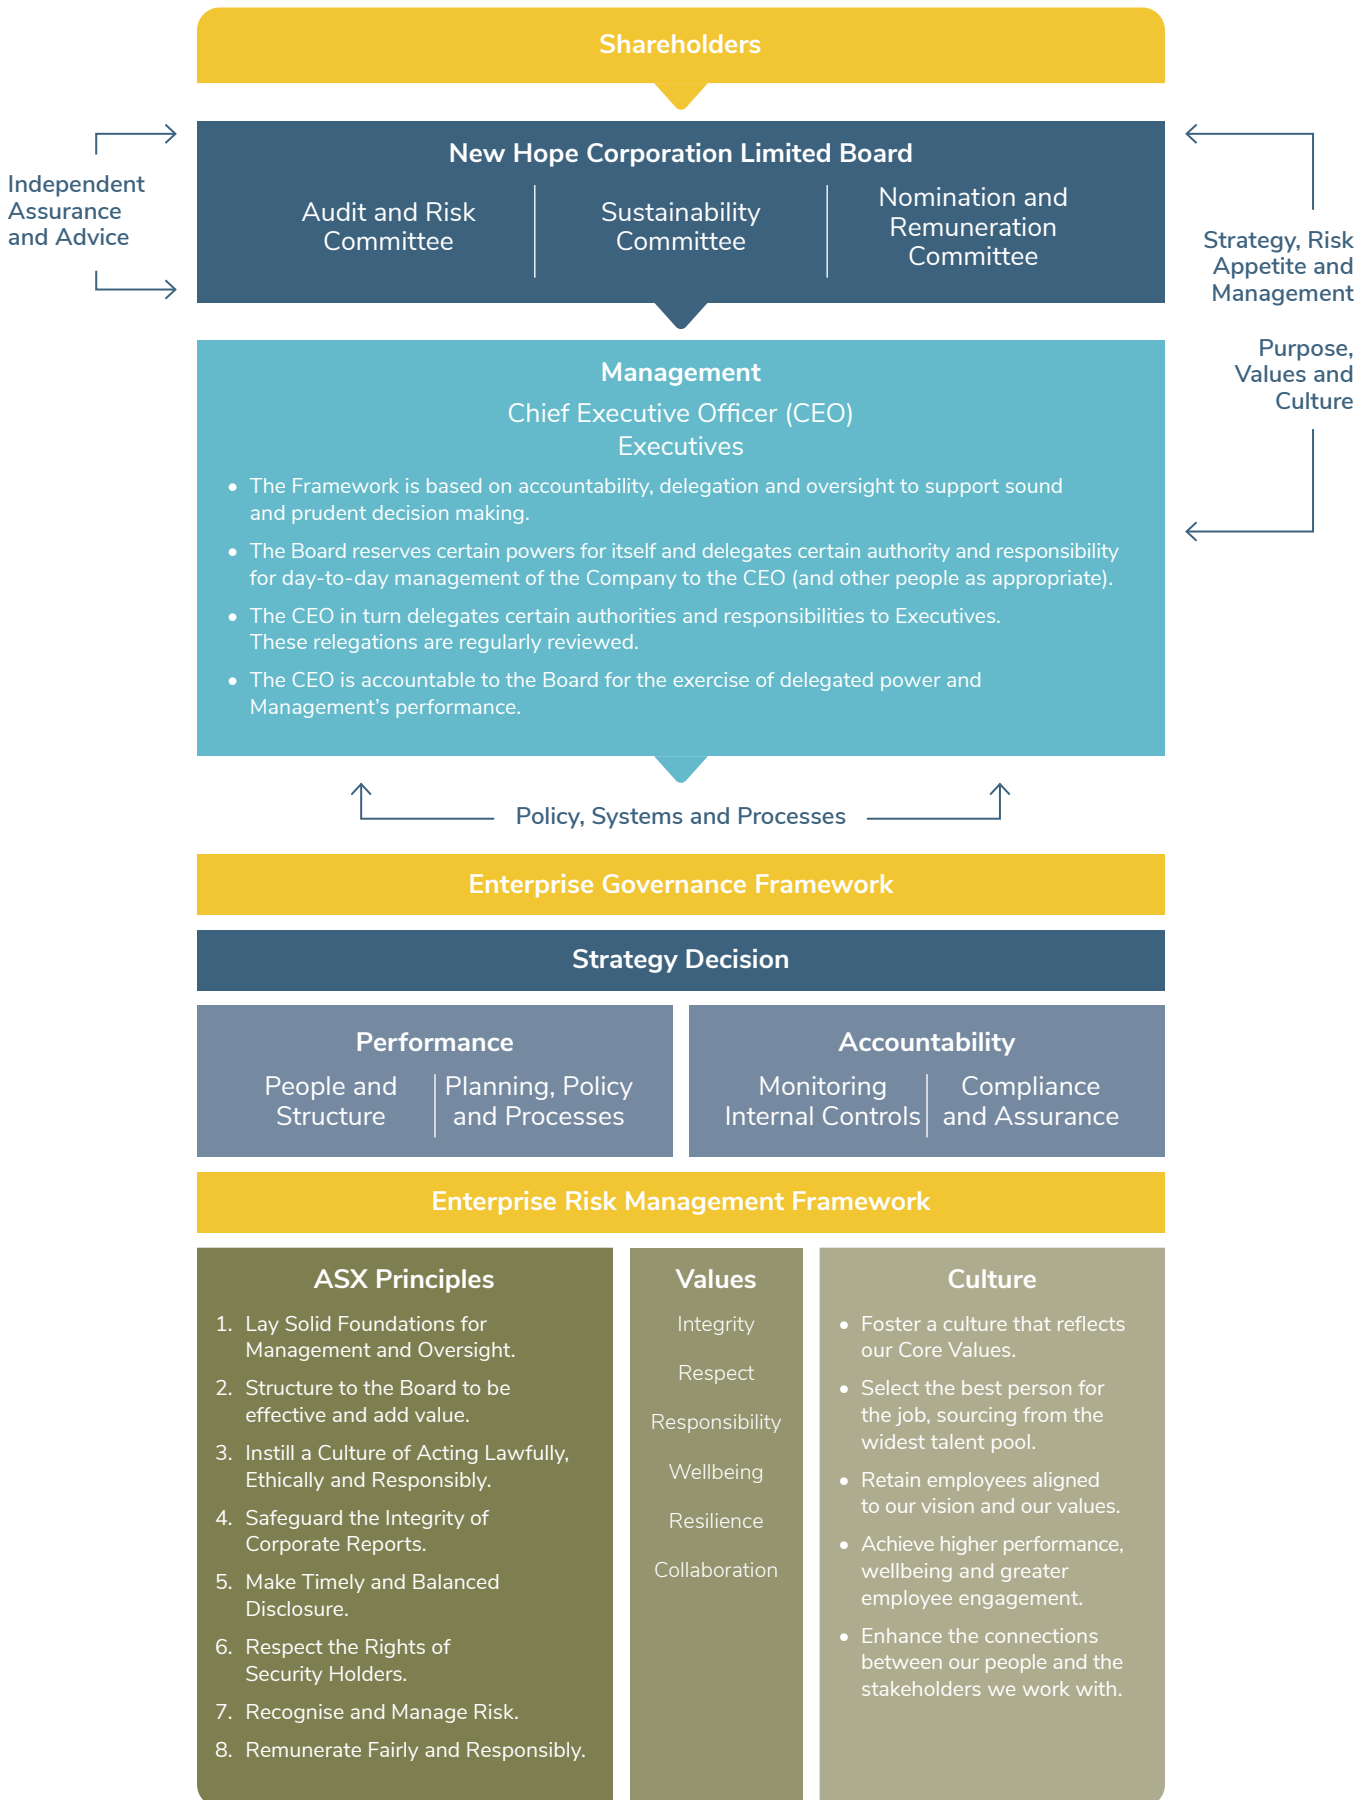 Shareholders
New Hope Corporation Limited Board
Audit and Risk
Committee
Sustainability
Committee
Nomination and
Remuneration
Committee
Independent
Assurance
and Advice
Strategy, Risk
Appetite and
Management
Purpose,
Values and
Culture
Management
Chief Executive Officer (CEO)
Executives
• The Framework is based on accountability, delegation and oversight to support sound
and prudent decision making.
• The Board reserves certain powers for itself and delegates certain authority and responsibility
for day-to-day management of the Company to the CEO (and other people as appropriate).
• The CEO in turn delegates certain authorities and responsibilities to Executives.
These relegations are regularly reviewed.
• The CEO is accountable to the Board for the exercise of delegated power and
Management's performance.
Policy, Systems and Processes
Enterprise Governance Framework
Strategy Decision
Performance
People and
Structure
Planning, Policy
and Processes
Accountability
Monitoring
Internal Controls
Compliance
and Assurance
Enterprise Risk Management Framework
ASX Principles
1. Lay Solid Foundations for
Management and Oversight.
2. Structure to the Board to be
effective and add value.
3. Instill a Culture of Acting Lawfully,
Ethically and Responsibly.
4. Safeguard the Integrity of
Corporate Reports.
5. Make Timely and Balanced
Disclosure.
6. Respect the Rights of
Security Holders.
7. Recognise and Manage Risk.
8. Remunerate Fairly and Responsibly.
Values
Integrity
Respect
Responsibility
Wellbeing
Resilience
Collaboration
Culture
• Foster a culture that reflects
our Core Values.
• Select the best person for
the job, sourcing from the
widest talent pool.
• Retain employees aligned
to our vision and our values.
• Achieve higher performance,
wellbeing and greater
employee engagement.
• Enhance the connections
between our people and the
stakeholders we work with.